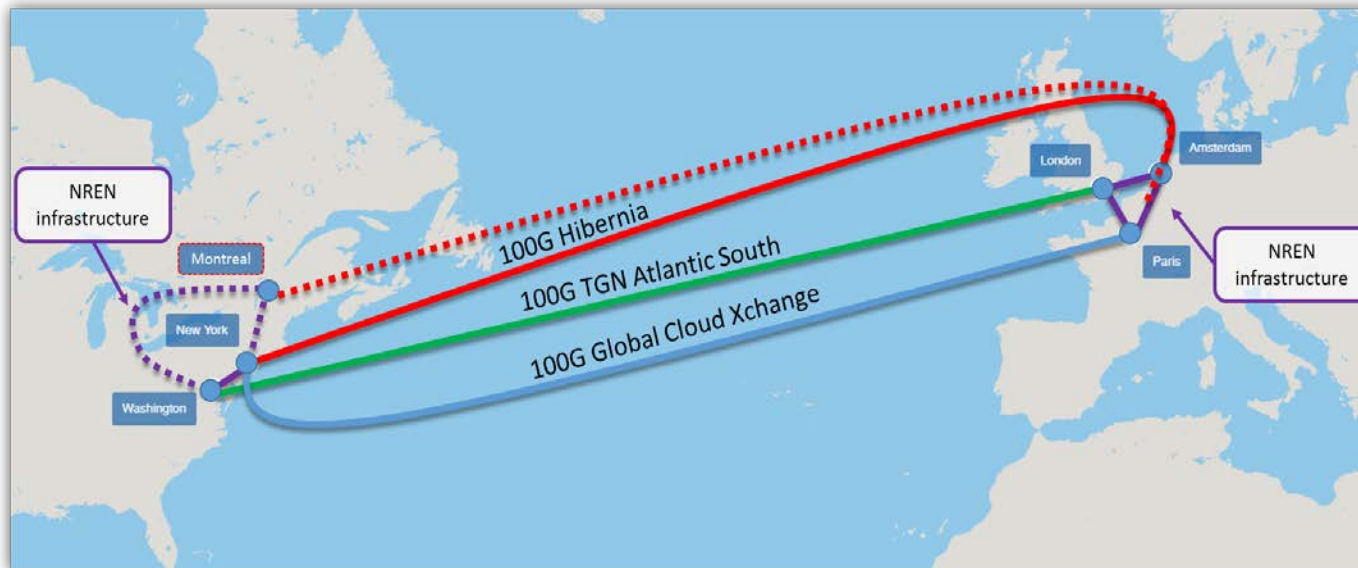 NREN
infrastructure
Montreal
New York
Washington
100G Hibernia
100G TGN Atlantic South
100G Global Cloud Xchange
London
Amsterdam
Paris
NREN
infrastructure